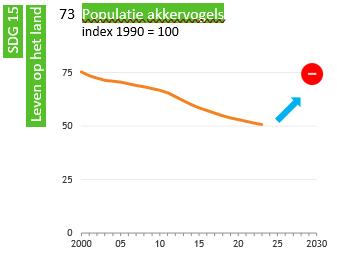 SDG 15
Leven op het land
73 Populatie akkervogels
index 1990 = 100
75
50
25
0
2000 05 10 15 20 25 2030